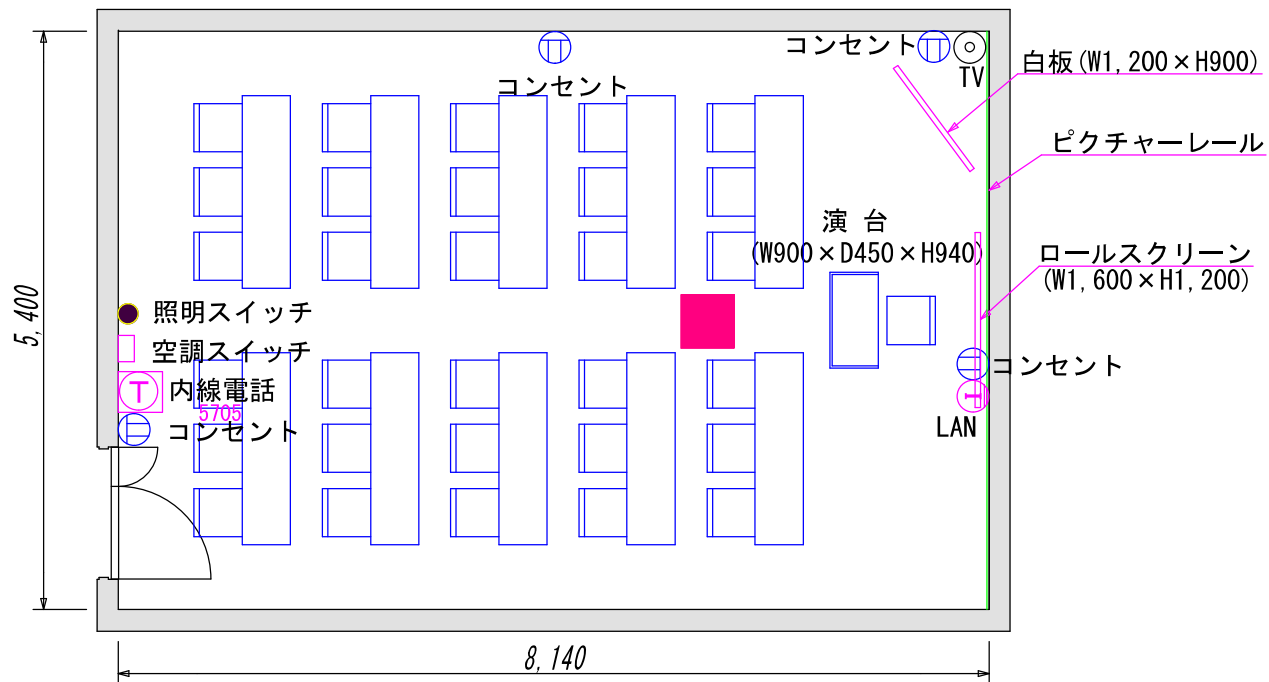 コンセント
コンセント
TV
白板(W1,200×H900)
ピクチャーレール
演 台
(W900×D450×H940)
ロールスクリーン
(W1,600×H1,200)
5,400
照明スイッチ
空調スイッチ
内線電話
5705
コンセント
コンセント
LAN
8,140